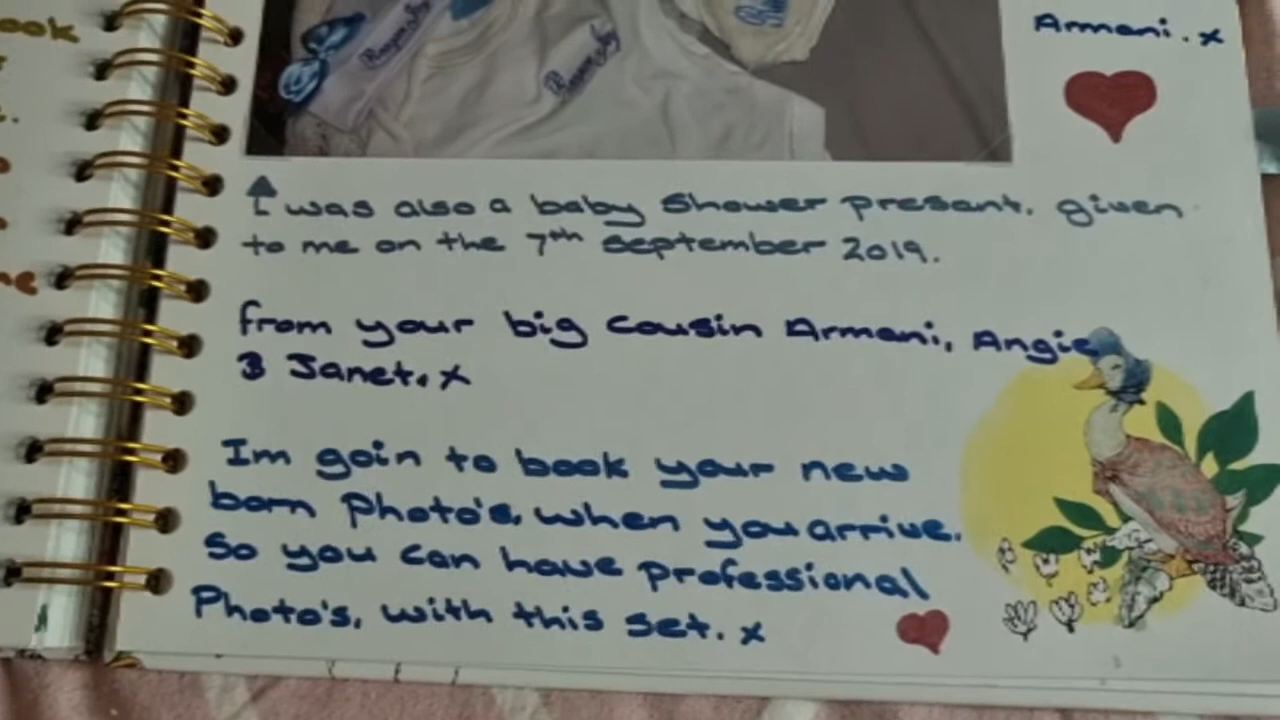 ook
Armani. x
was also a baby Shower present. given
to me on the 7th September 2019.
from your big Cousin Armani, Angie
& Janet. x
Im goin to book your new
born Photo's, when you arrive.
So you can have professional
Photo's, with this set. x